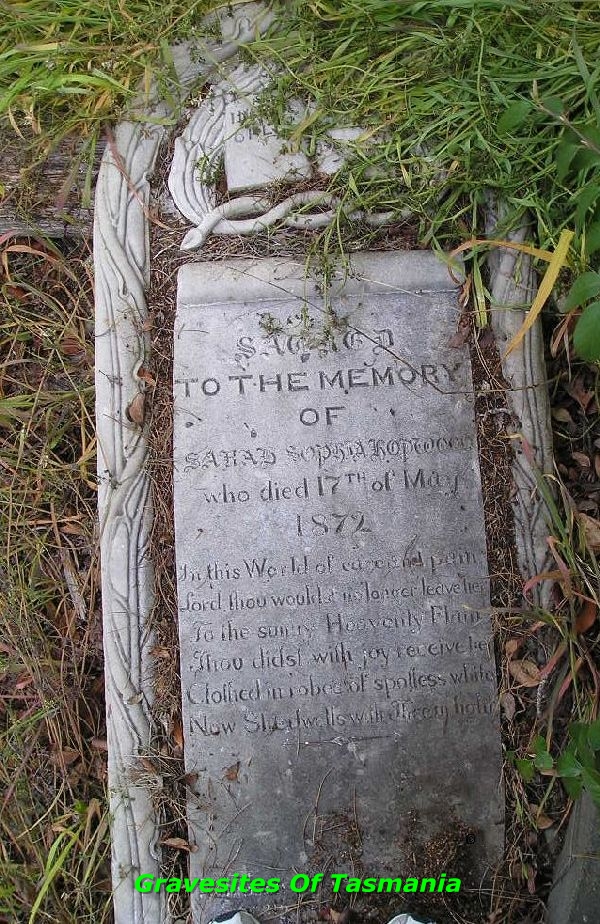 SACRED
TO THE MEMORY
OF
SARAH SOPHIA HOPWOOD
who died 17TH of May
1872
In this World of care and pain
Lord thou would'st no longer leave her
To the sunny Heavenly Plain
Thou didst with joy receive her
Clothed in robes of spotless white
Now She dwells with Thee in light
Gravesites Of Tasmania